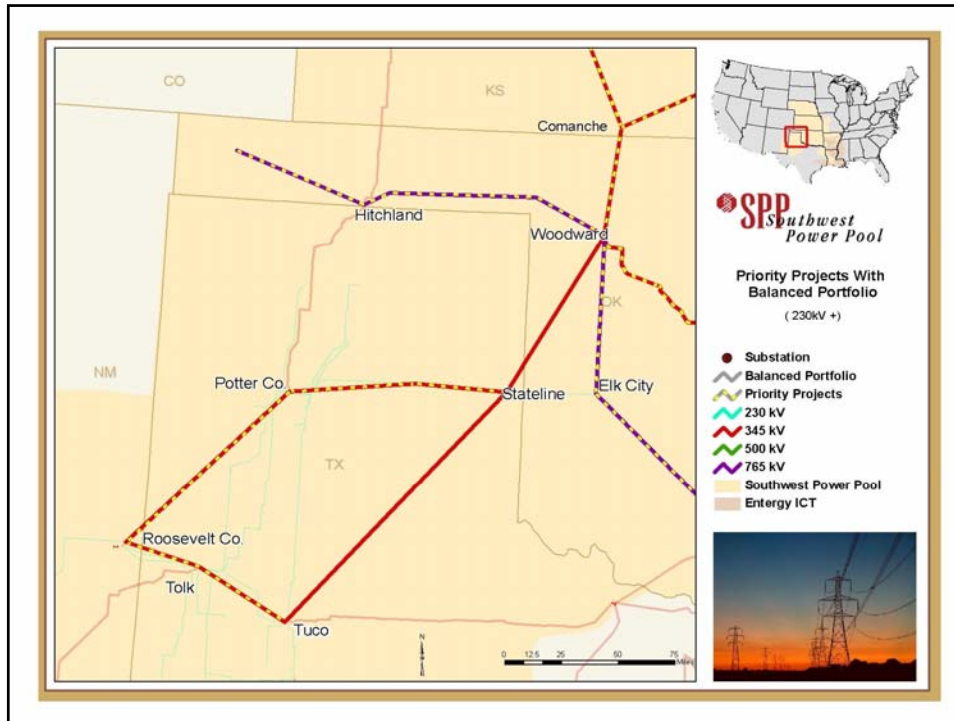 CO
KS
Comanche
Hitchland
Woodward
OK
NM
Potter Co.
Stateline
Elk City
TX
Roosevelt Co.
Tolk
Tuco
N
0 12.5 25 50 75
SPP Southwest
Power Pool
Priority Projects With
Balanced Portfolio
( 230kV +)
Substation
Balanced Portfolio
Priority Projects
230 kV
345 kV
500 kV
765 kV
Southwest Power Pool
Entergy ICT